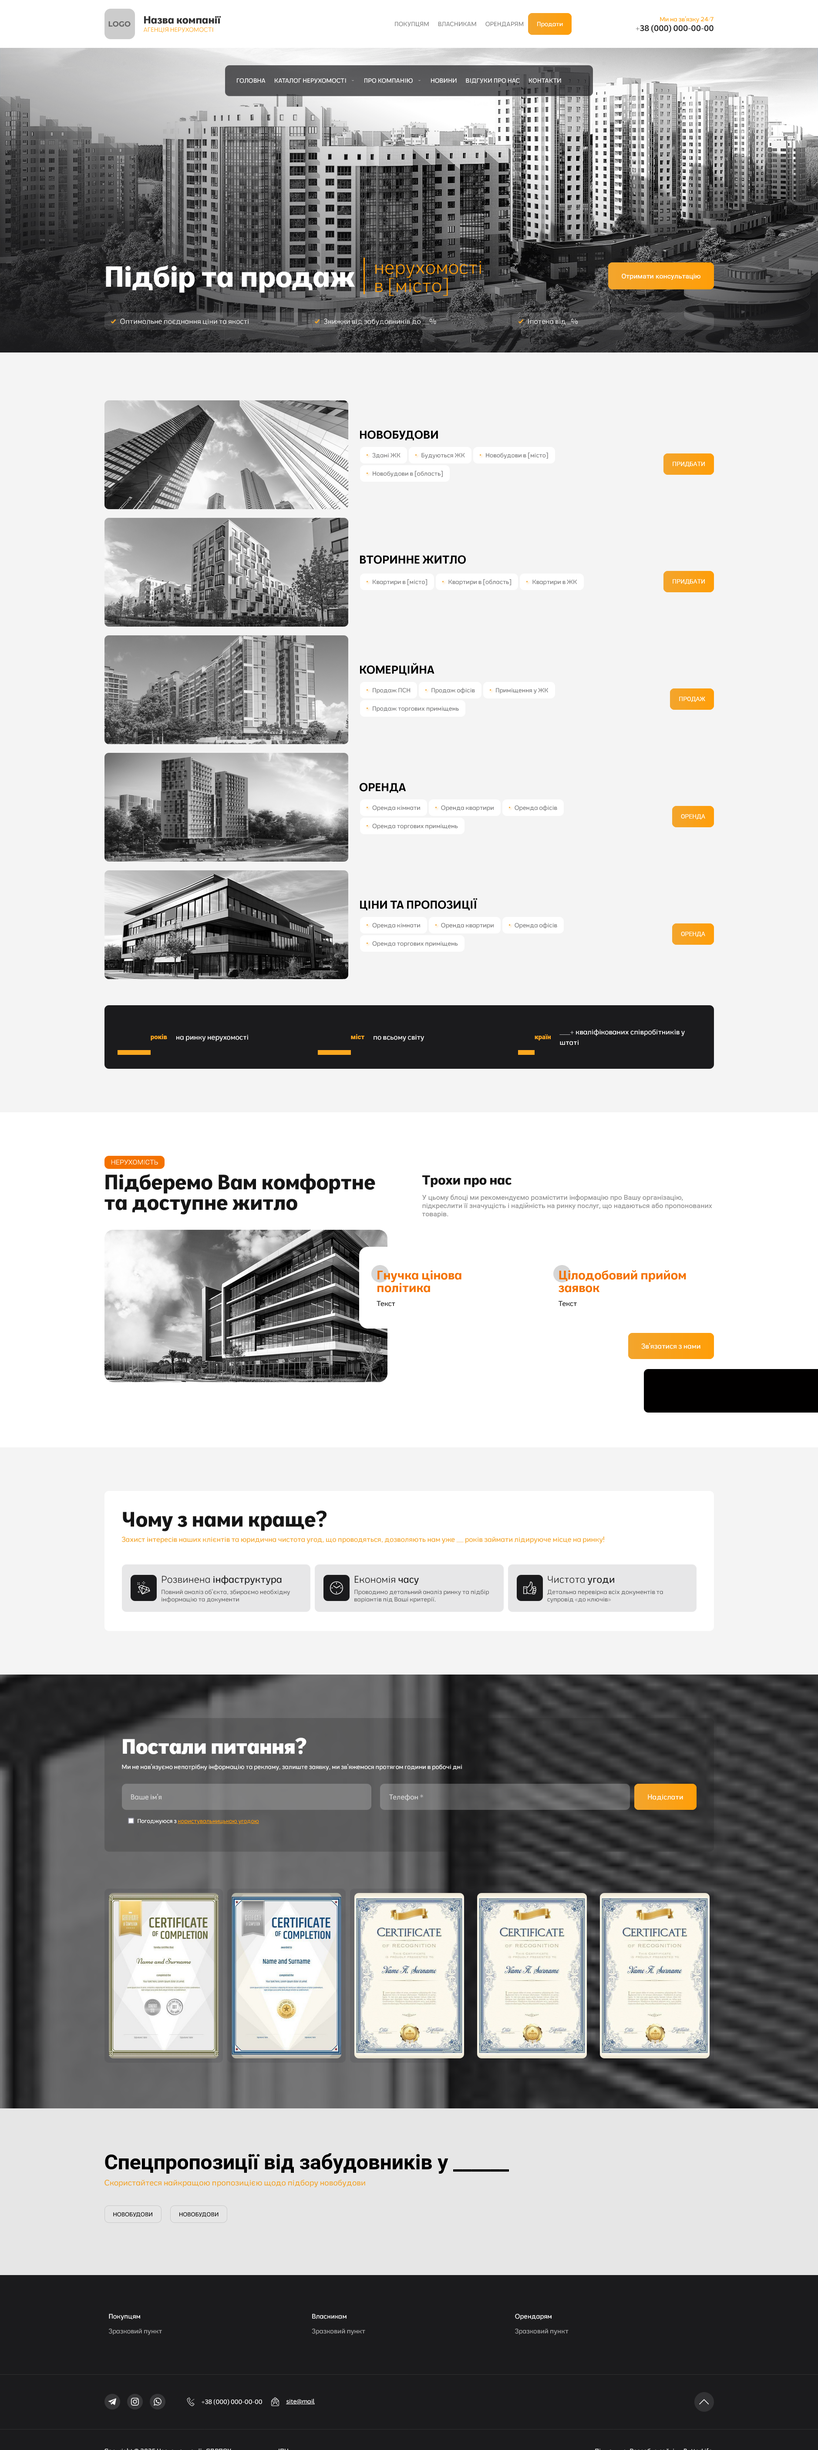 LOGO
Назва компанії
АГЕНЦІЯ НЕРУХОМОСТІ
ПОКУПЦЯМ ВЛАСНИКАМ ОРЕНДАРЯМ Продати
Ми на зв'язку 24-7
+38 (000) 000-00-00
ГОЛОВНА КАТАЛОГ НЕРУХОМОСТІ ПРО КОМПАНІЮ НОВИНИ ВІДГУКИ ПРО НАС КОНТАКТИ
Підбір та продаж
нерухомості
в [місто]
Отримати консультацію
Оптимальне поєднання ціни та якості
Знижки від забудовників до __%
Іпотека від _%
НОВОБУДОВИ
Здані ЖК Будуються ЖК Новобудови в [місто]
Новобудови в [область]
ПРИДБАТИ
ВТОРИННЕ ЖИТЛО
Квартири в [місто] Квартири в [область] Квартири в ЖК
ПРИДБАТИ
КОМЕРЦІЙНА
Продаж ПСН Продаж офісів Приміщення у ЖК
Продаж торгових приміщень
ПРОДАЖ
ОРЕНДА
Оренда кімнати Оренда квартири Оренда офісів
Оренда торгових приміщень
ОРЕНДА
ЦІНИ ТА ПРОПОЗИЦІЇ
Оренда кімнати Оренда квартири Оренда офісів
Оренда торгових приміщень
ОРЕНДА
років на ринку нерухомості
міст по всьому світу
країн ___+ кваліфікованих співробітників у
штаті
НЕРУХОМІСТЬ
Підберемо Вам комфортне
та доступне житло
Трохи про нас
У цьому блоці ми рекомендуємо розмістити інформацію про Вашу організацію,
підкреслити її значущість і надійність на ринку послуг, що надаються або пропонованих
товарів.
Гнучка цінова
політика
Текст
Цілодобовий прийом
заявок
Текст
Зв'язатися з нами
Чому з нами краще?
Захист інтересів наших клієнтів та юридична чистота угод, що проводяться, дозволяють нам уже __ років займати лідируюче місце на ринку!
Розвинена інфаструктура
Повний аналіз об'єкта, збираємо необхідну
інформацію та документи
Економія часу
Проводимо детальний аналіз ринку та підбір
варіантів під Ваші критерії.
Чистота угоди
Детальна перевірка всіх документів та
супровід «до ключів»
Постали питання?
Ми не нав'язуємо непотрібну інформацію та рекламу, залиште заявку, ми зв'яжемося протягом години в робочі дні
Ваше ім'я
Телефон *
Надіслати
Погоджуюся з користувальницькою угодою
CERTIFICATE
OF COMPLETION
Name and Surname
CERTIFICATE
OF COMPLETION
Name and Surname
CERTIFICATE
OF RECOGNITION
Name & Surname
CERTIFICATE
OF RECOGNITION
Name & Surname
CERTIFICATE
OF RECOGNITION
Name & Surname
Спецпропозиції від забудовників у _____
Скористайтеся найкращою пропозицією щодо підбору новобудови
НОВОБУДОВИ НОВОБУДОВИ
Покупцям
Зразковий пункт
Власникам
Зразковий пункт
Орендарям
Зразковий пункт
+38 (000) 000-00-00
site@mail